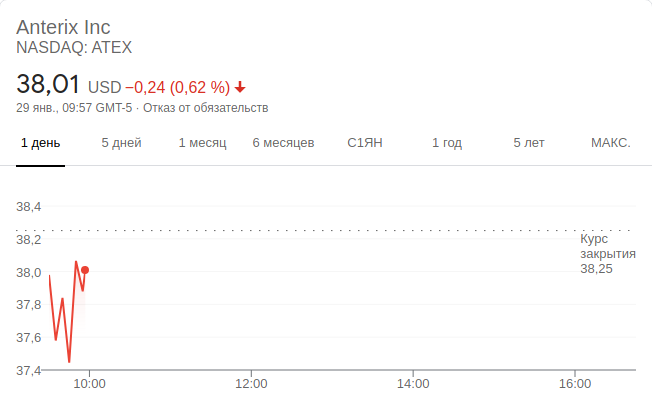 Anterix Inc
NASDAQ: ATEX
38,01 USD −0,24 (0,62 %)
29 янв., 09:57 GMT-5 · Отказ от обязательств
1 день 5 дней 1 месяц 6 месяцев С1ЯН 1 год 5 лет МАКС.
38,4
38,2
Курс
закрытия
38,25
38,0
37,8
37,6
37,4
10:00 12:00 14:00 16:00